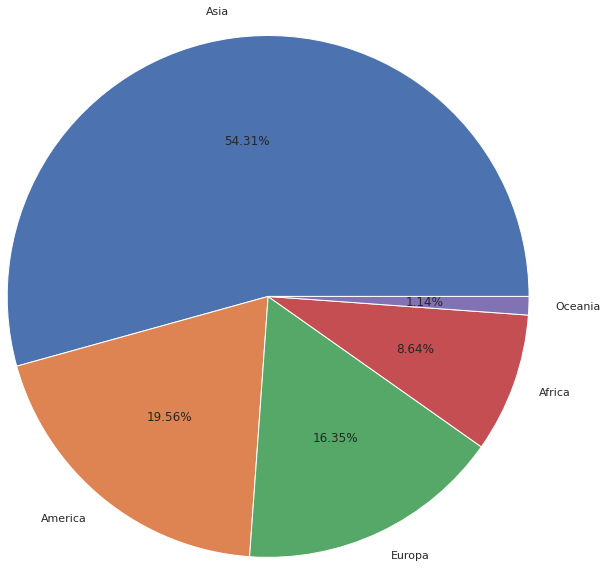 Asia
54.31%
1.14%
Oceania
8.64%
Africa
19.56%
16.35%
America
Europa